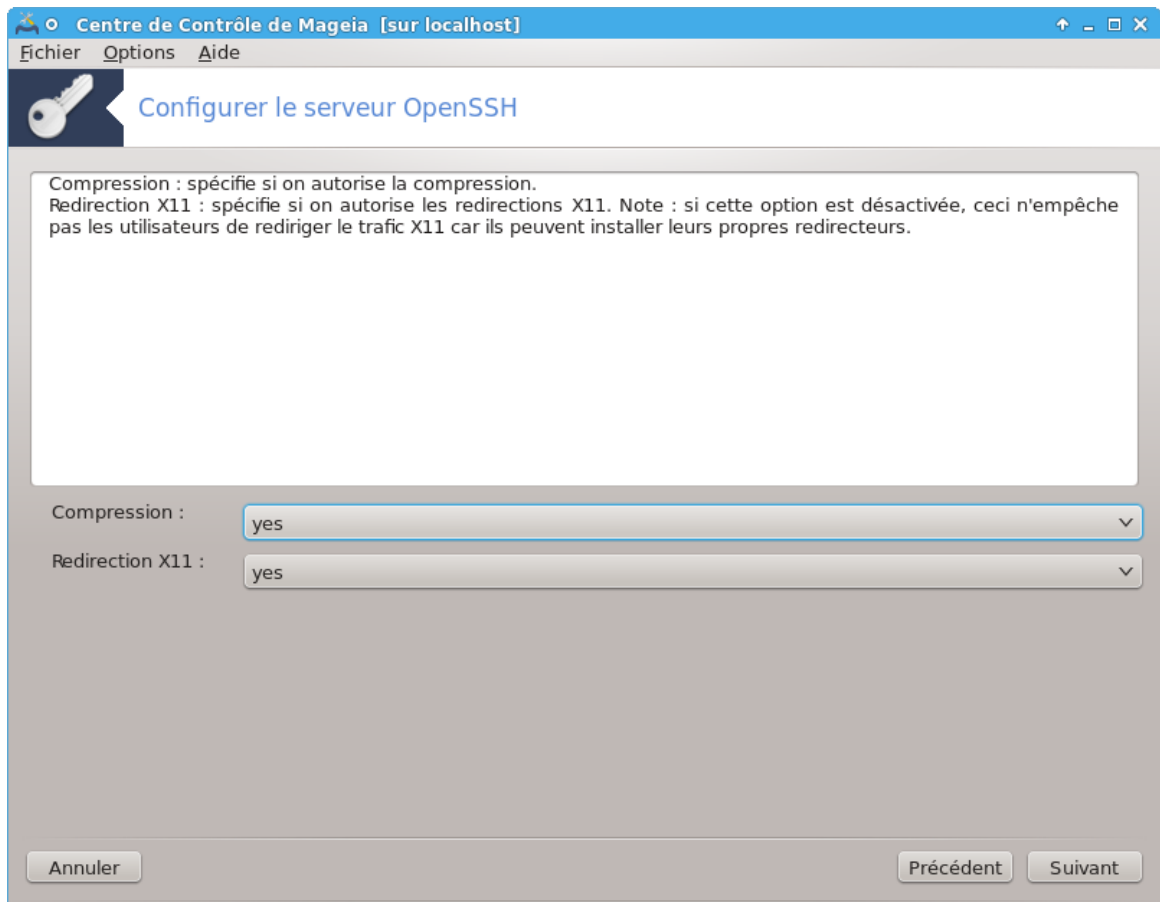 Centre de Contrôle de Mageia [sur localhost]
Fichier Options Aide
Configurer le serveur OpenSSH
Compression : spécifie si on autorise la compression.
Redirection X11 : spécifie si on autorise les redirections X11. Note : si cette option est désactivée, ceci n'empêche
pas les utilisateurs de rediriger le trafic X11 car ils peuvent installer leurs propres redirecteurs.
Compression :
yes
Redirection X11 :
yes
Annuler Précédent Suivant